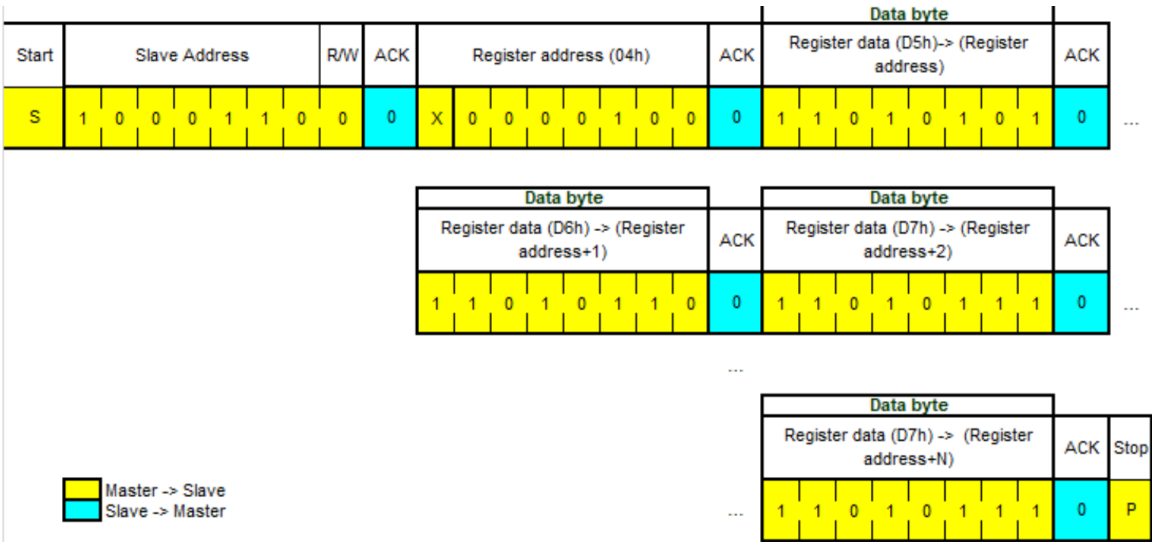 Data byte
Start Slave Address R/W ACK Register address (04h) ACK Register data (D5h)-> (Register address) ACK
S 1 0 0 0 1 1 0 0 0 X 0 0 0 0 1 0 0 0 1 1 0 1 0 1 0 1 0 ...
Data byte Data byte
Register data (D6h) -> (Register address+1) ACK Register data (D7h) -> (Register address+2) ACK
1 1 0 1 0 1 1 0 0 1 1 0 1 0 1 1 1 0 ...
...
Data byte
Register data (D7h) -> (Register address+N) ACK Stop
... 1 1 0 1 0 1 1 1 0 P
Master -> Slave
Slave -> Master